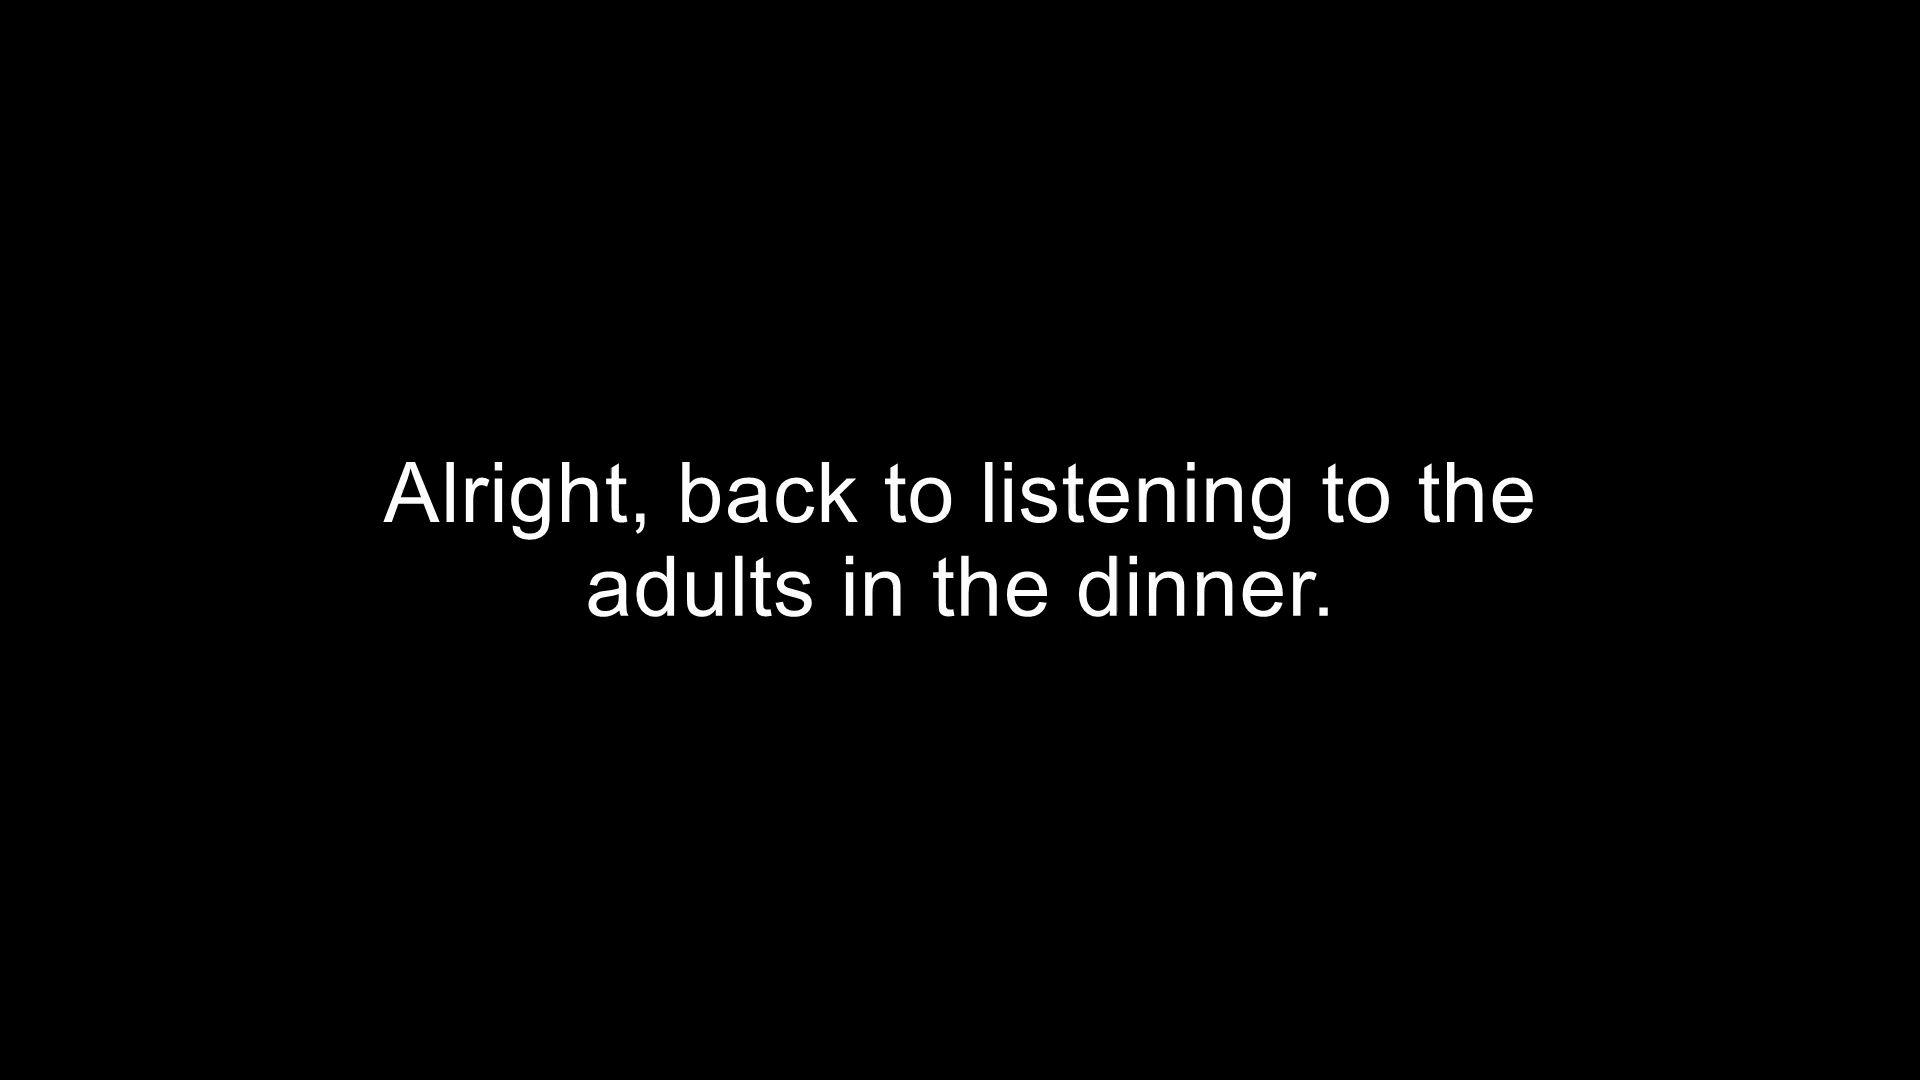 Alright, back to listening to the
adults in the dinner.